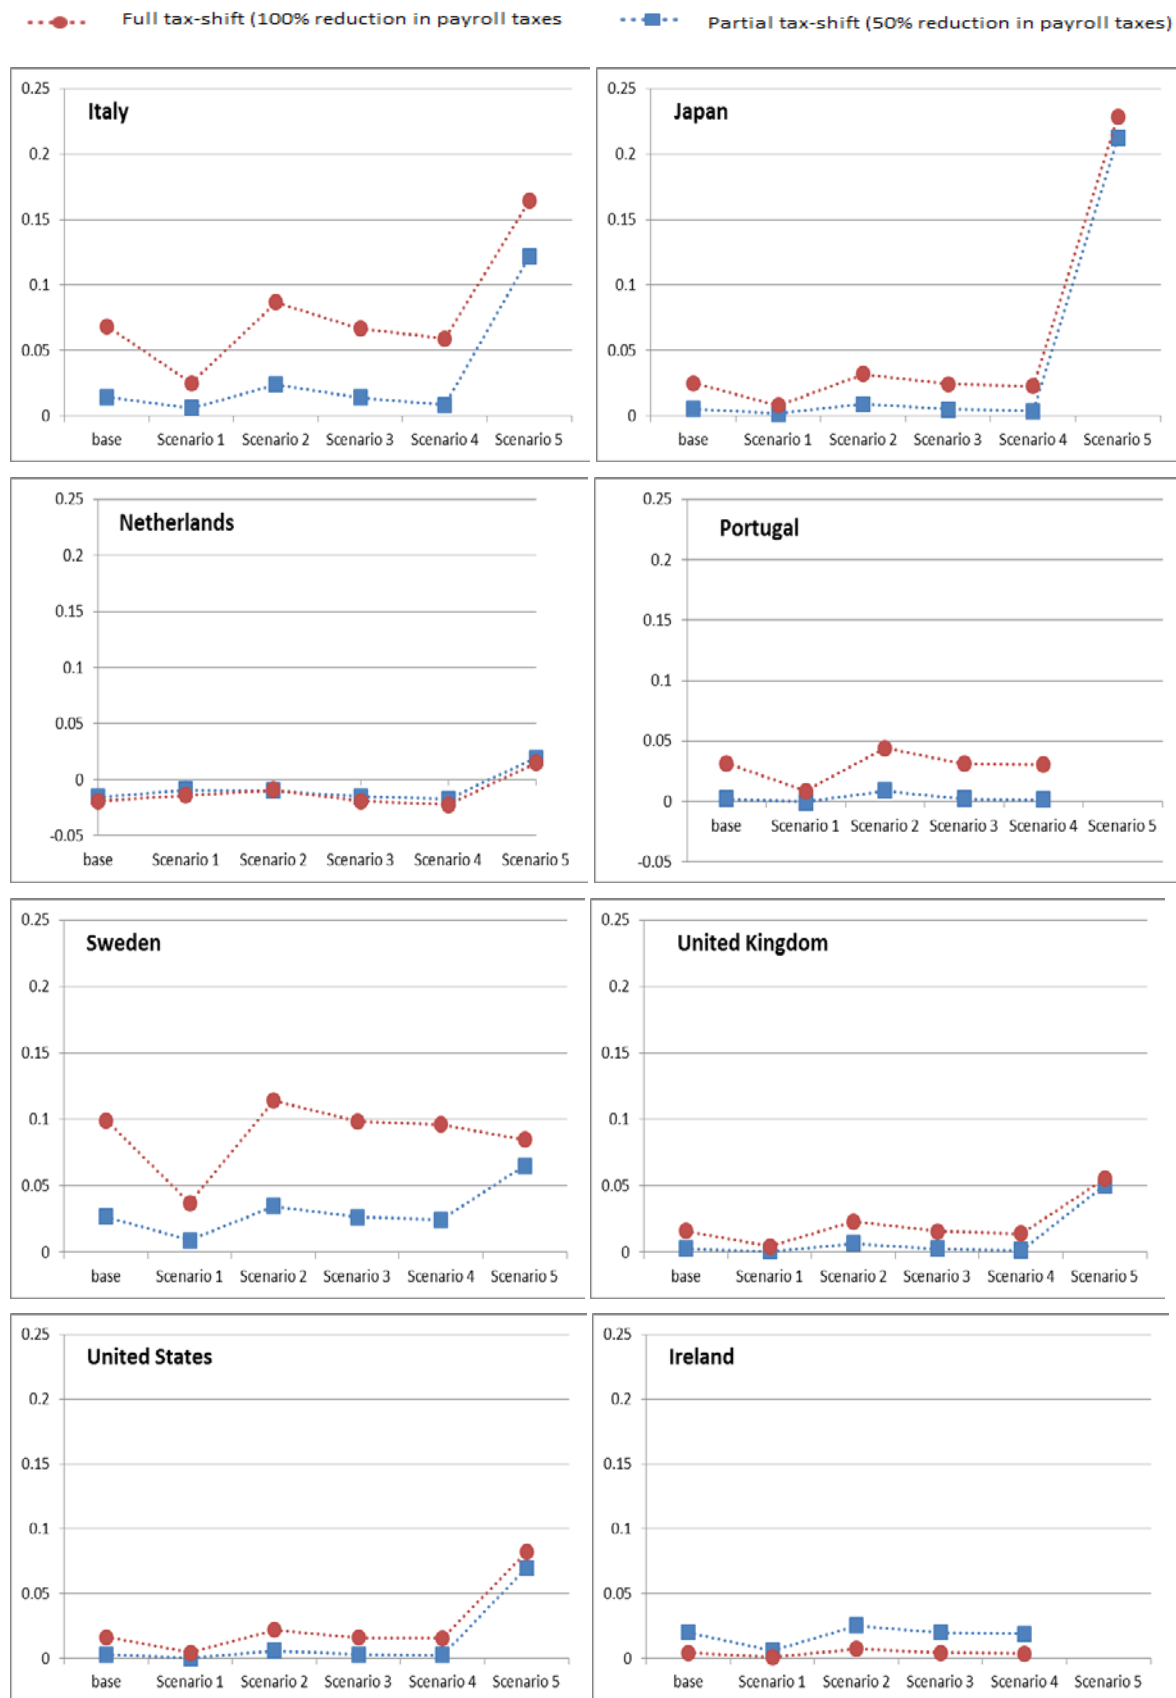 Full tax-shift (100% reduction in payroll taxes
Partial tax-shift (50% reduction in payroll taxes)
Italy
0.25
0.2
0.15
0.1
0.05
0
base Scenario 1 Scenario 2 Scenario 3 Scenario 4 Scenario 5
Japan
0.25
0.2
0.15
0.1
0.05
0
base Scenario 1 Scenario 2 Scenario 3 Scenario 4 Scenario 5
Netherlands
0.25
0.2
0.15
0.1
0.05
0
-0.05
base Scenario 1 Scenario 2 Scenario 3 Scenario 4 Scenario 5
Portugal
0.25
0.2
0.15
0.1
0.05
0
-0.05
base Scenario 1 Scenario 2 Scenario 3 Scenario 4 Scenario 5
Sweden
0.25
0.2
0.15
0.1
0.05
0
base Scenario 1 Scenario 2 Scenario 3 Scenario 4 Scenario 5
United Kingdom
0.25
0.2
0.15
0.1
0.05
0
base Scenario 1 Scenario 2 Scenario 3 Scenario 4 Scenario 5
United States
0.25
0.2
0.15
0.1
0.05
0
base Scenario 1 Scenario 2 Scenario 3 Scenario 4 Scenario 5
Ireland
0.25
0.2
0.15
0.1
0.05
0
base Scenario 1 Scenario 2 Scenario 3 Scenario 4 Scenario 5